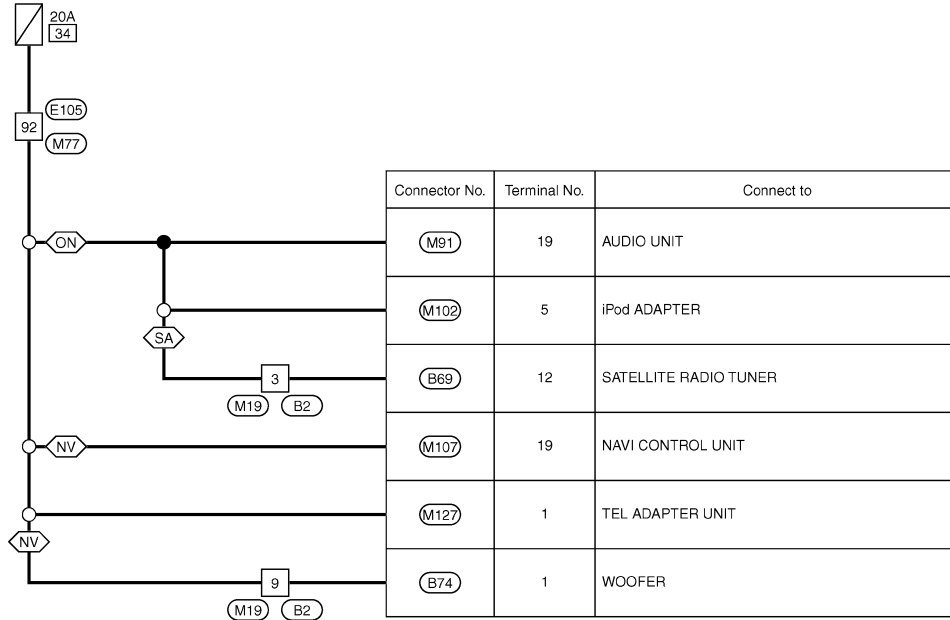 20A
34
E105
92
M77
Connector No. Terminal No. Connect to
ON M91 19 AUDIO UNIT
M102 5 iPod ADAPTER
SA
3 B69 12 SATELLITE RADIO TUNER
M19 B2
NV M107 19 NAVI CONTROL UNIT
M127 1 TEL ADAPTER UNIT
NV
9 B74 1 WOOFER
M19 B2